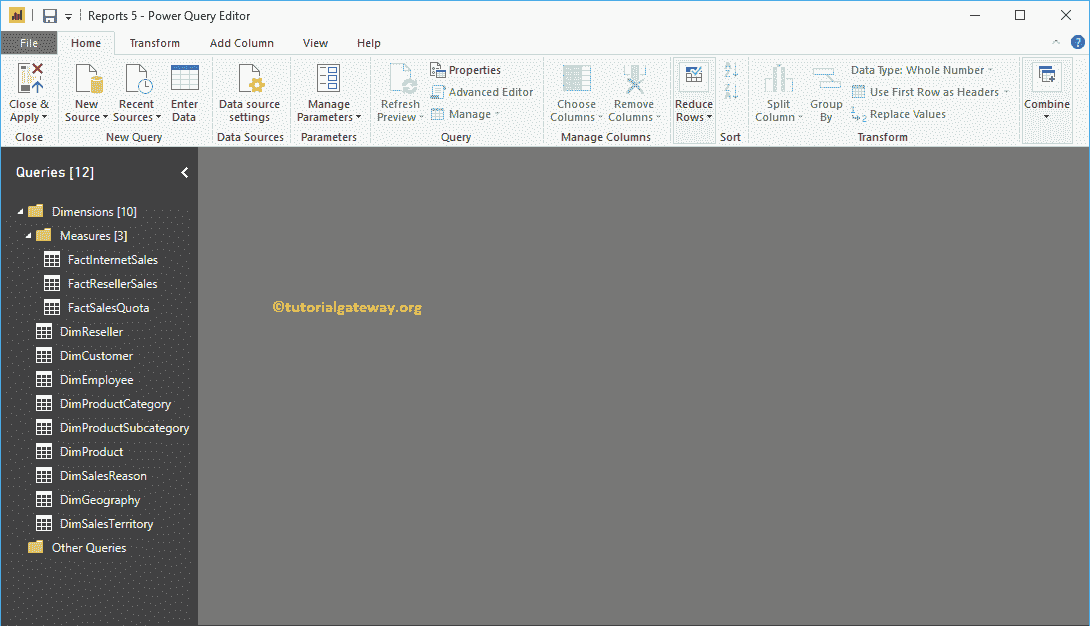 Reports 5 - Power Query Editor
File Home Transform Add Column View Help
Close & Apply
New Source
Recent Sources
Enter Data
Data source settings
Manage Parameters
Refresh Preview
Properties
Advanced Editor
Manage
Choose Columns
Remove Columns
Reduce Rows
Split Column
Group By
Data Type: Whole Number
Use First Row as Headers
Replace Values
Combine
Close New Query Data Sources Parameters Query Manage Columns Sort Transform
Queries [12]
Dimensions [10]
Measures [3]
FactInternetSales
FactResellerSales
FactSalesQuota
DimReseller
DimCustomer
DimEmployee
DimProductCategory
DimProductSubcategory
DimProduct
DimSalesReason
DimGeography
DimSalesTerritory
Other Queries
©tutorialgateway.org